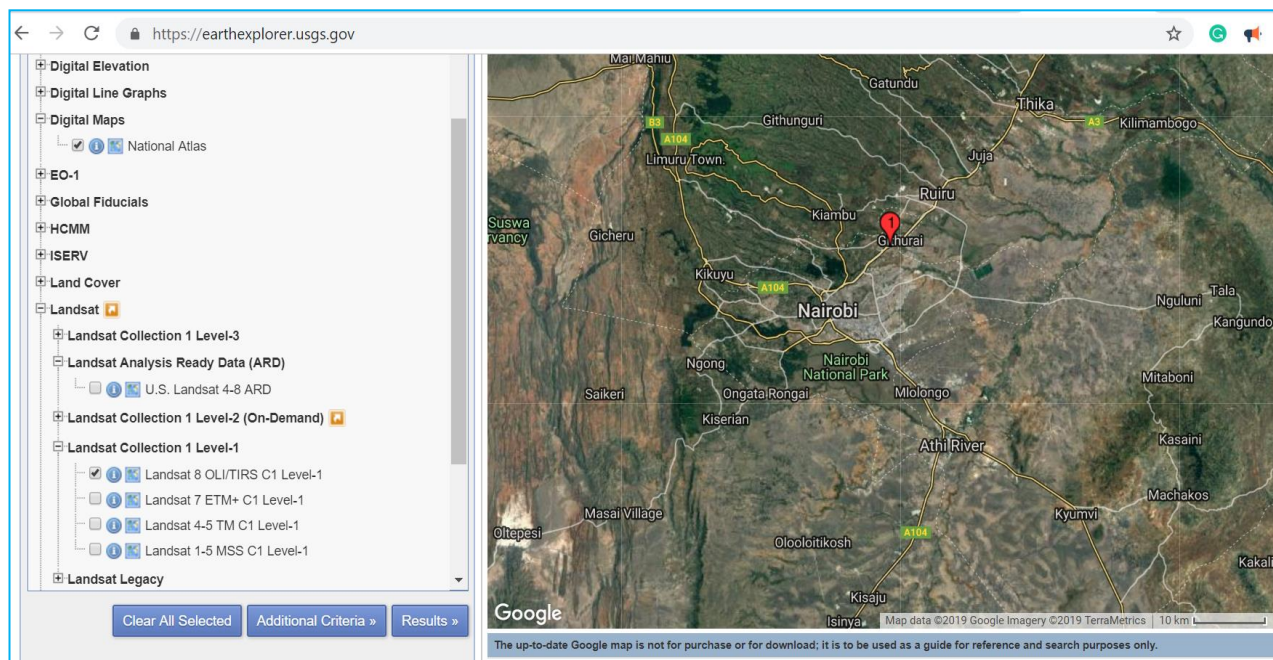 https://earthexplorer.usgs.gov
Digital Elevation
Digital Line Graphs
Digital Maps
National Atlas
EO-1
Global Fiducials
HCMM
ISERV
Land Cover
Landsat
Landsat Collection 1 Level-3
Landsat Analysis Ready Data (ARD)
U.S. Landsat 4-8 ARD
Landsat Collection 1 Level-2 (On-Demand)
Landsat Collection 1 Level-1
Landsat 8 OLI/TIRS C1 Level-1
Landsat 7 ETM+ C1 Level-1
Landsat 4-5 TM C1 Level-1
Landsat 1-5 MSS C1 Level-1
Landsat Legacy
Clear All Selected
Additional Criteria »
Results »
Mai Mahiu
Gatundu
Thika
B3
Githunguri
A3
Kilimambogo
A104
Limuru Town.
Juja
Ruiru
Suswa
rvancy
Gicheru
Kiambu
1
Githurai
Kikuyu
A104
Nguluni
Tala
Nairobi
Kangundo
Nairobi
National Park
Ngong
Mitaboni
Saikeri
Ongata Rongai
Mlolongo
Kiserian
Athi River
Kasaini
Machakos
Masai Village
Kyumvi
Oltepesi
Olooloitikosh
A104
Kakali
Kisaju
Isinya
Google
Map data ©2019 Google Imagery ©2019 TerraMetrics
10 km
The up-to-date Google map is not for purchase or for download; it is to be used as a guide for reference and search purposes only.